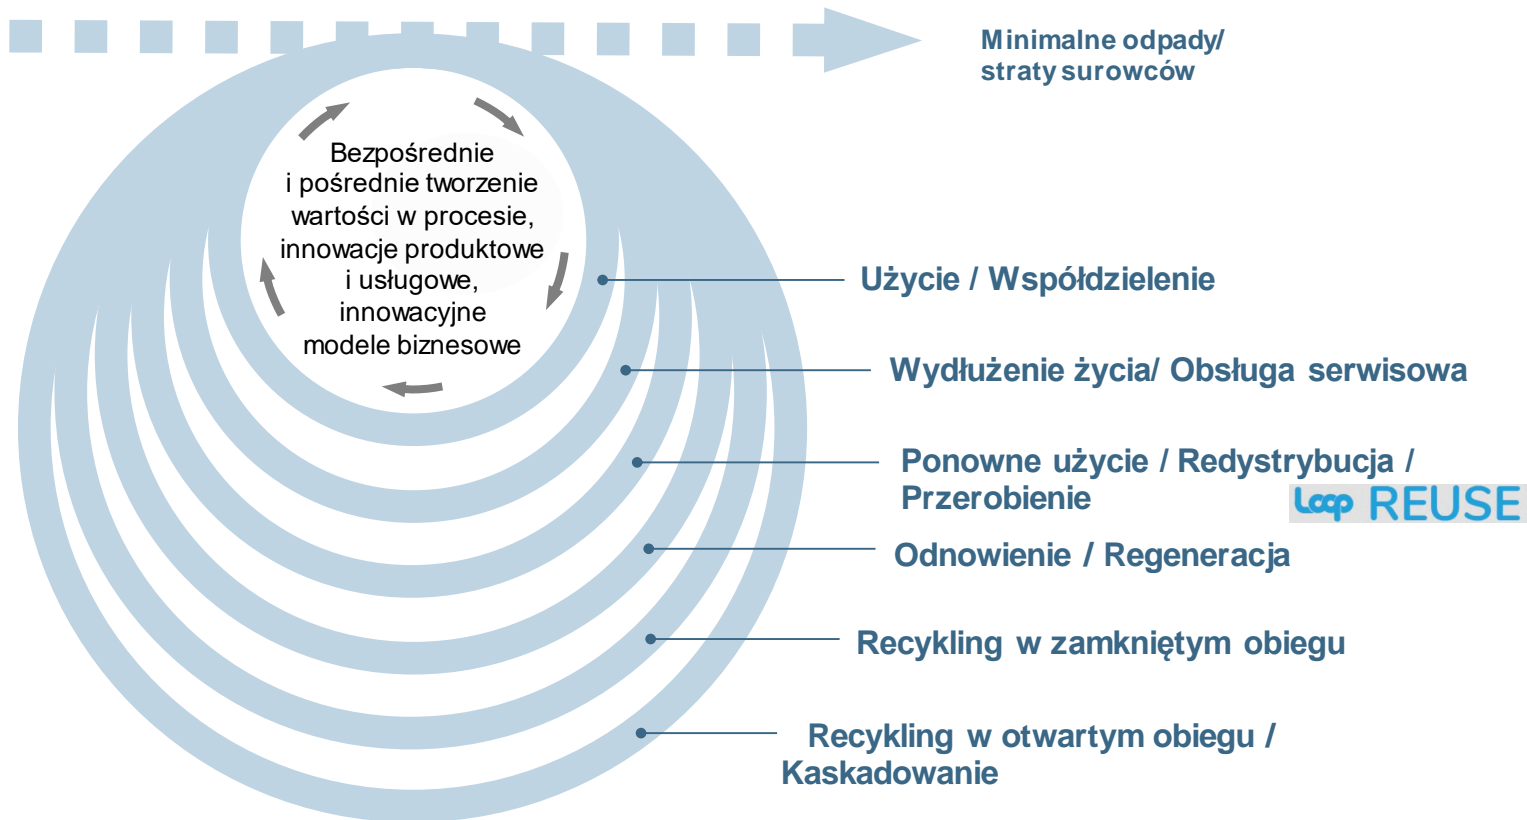 Minimalne odpady/
straty surowców
Bezpośrednie
i pośrednie tworzenie
wartości w procesie,
innowacje produktowe
i usługowe,
innowacyjne
modele biznesowe
Użycie / Współdzielenie
Wydłużenie życia/ Obsługa serwisowa
Ponowne użycie / Redystrybucja /
Przerobienie
Loop REUSE
Odnowienie / Regeneracja
Recykling w zamkniętym obiegu
Recykling w otwartym obiegu /
Kaskadowanie